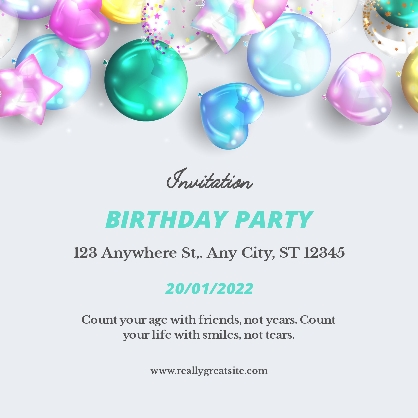 Invitation
BIRTHDAY PARTY
123 Anywhere St,. Any City, ST 12345
20/01/2022
Count your age with friends, not years. Count
your life with smiles, not tears.
www.reallygreatsite.com